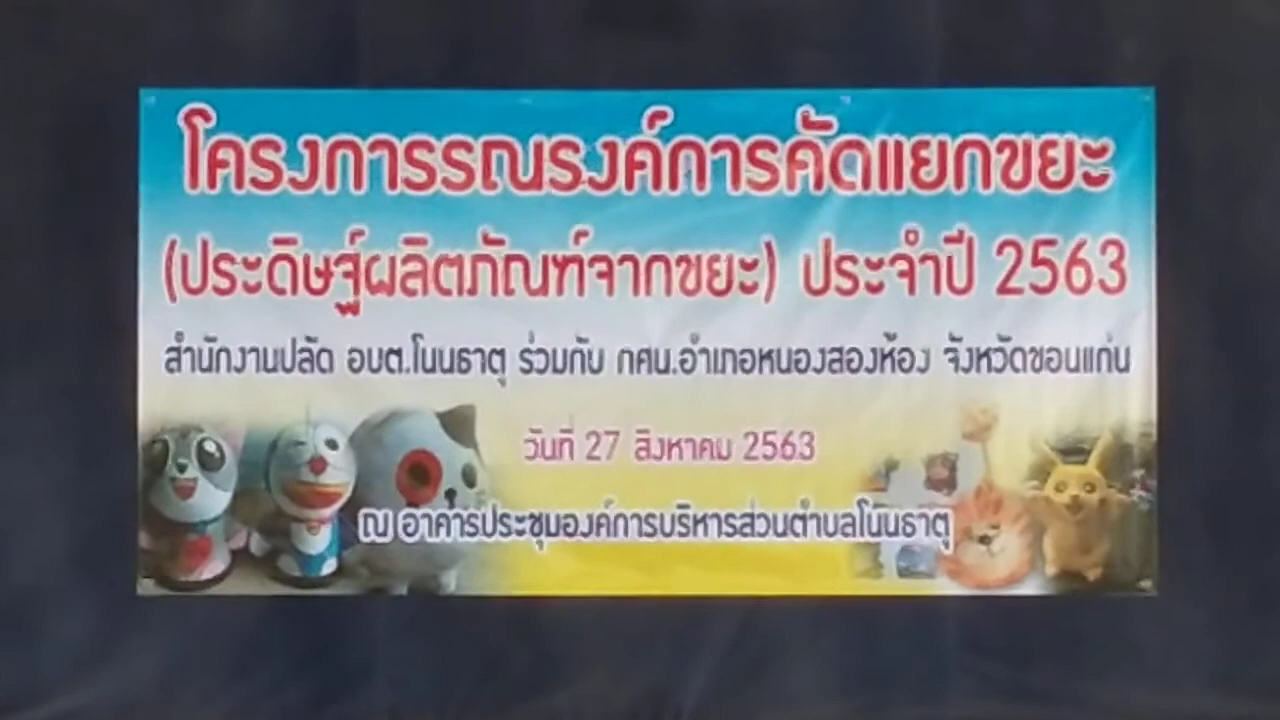 โครงการรณรงค์การคัดแยกขยะ
(ประดิษฐ์ผลิตภัณฑ์จากขยะ) ประจำปี 2563
สำนักงานปลัด อบต.โนนธาตุ ร่วมกับ กศน.อำเภอหนองสองห้อง จังหวัดขอนแก่น
วันที่ 27 สิงหาคม 2563
ณ อาคารประชุมองค์การบริหารส่วนตำบลโนนธาตุ